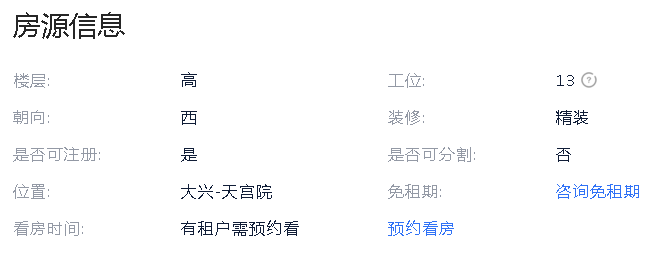 房源信息
楼层: 高 工位: 13 ?
朝向: 西 装修: 精装
是否可注册: 是 是否可分割: 否
位置: 大兴-天宫院 免租期: 咨询免租期
看房时间: 有租户需预约看 预约看房